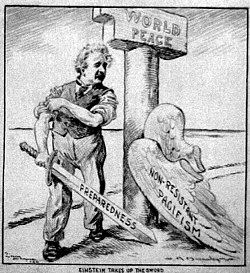 WORLD
PEACE
PREPAREDNESS
NON-RESISTANT
PACIFISM
EINSTEIN TAKES UP THE SWORD